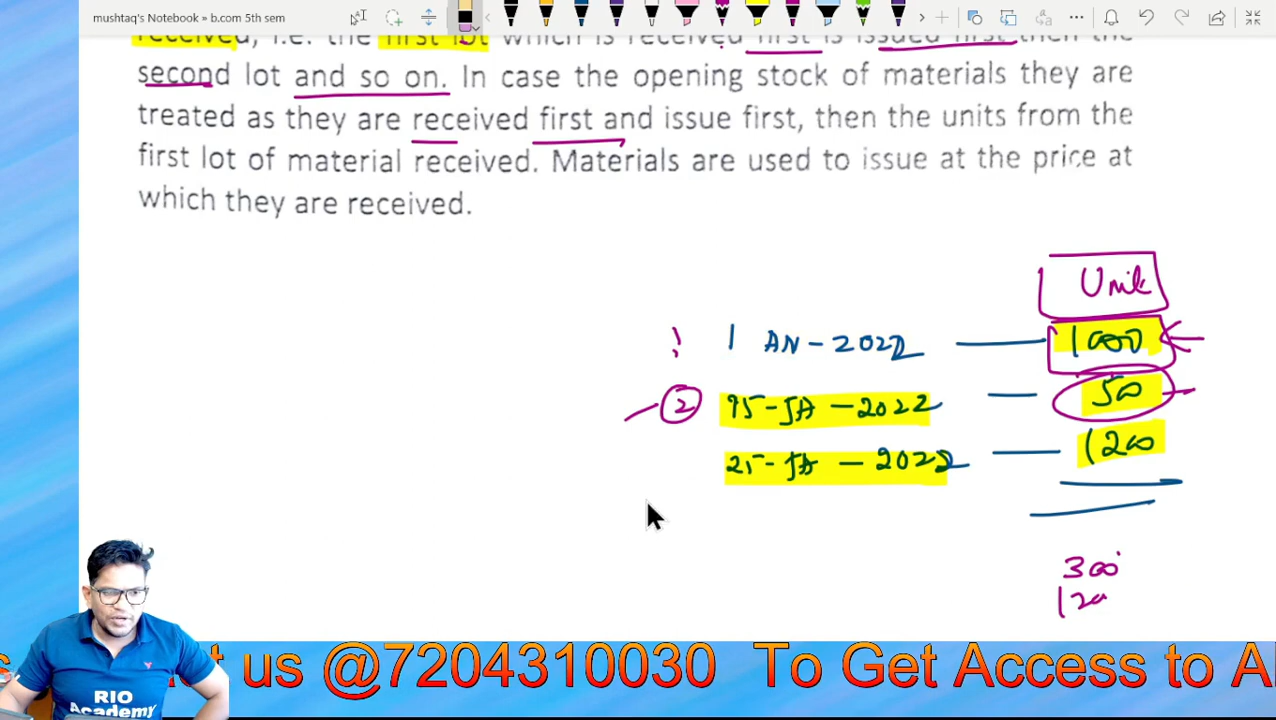 mushtaq's Notebook » b.com 5th sem
received, i.e. the first lot which is received first is issued first then the
second lot and so on. In case the opening stock of materials they are
treated as they are received first and issue first, then the units from the
first lot of material received. Materials are used to issue at the price at
which they are received.
Unit
1 AN-2022 1000
2 15-JA-2022 50
25-JA-2022 1200
300
120
RIO
Academy
us @7204310030 To Get Access to A